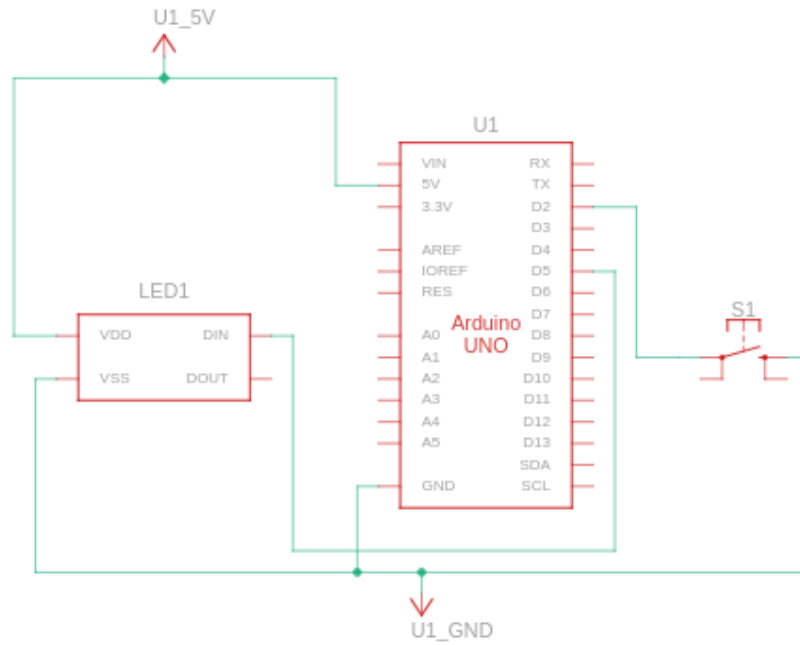 U1_5V
U1
VIN RX
5V TX
3.3V D2
D3
AREF D4
IOREF D5
RES D6
D7
LED1
S1
Arduino
UNO
VDD DIN
A0 D8
A1 D9
VSS DOUT
A2 D10
A3 D11
A4 D12
A5 D13
SDA
GND SCL
U1_GND